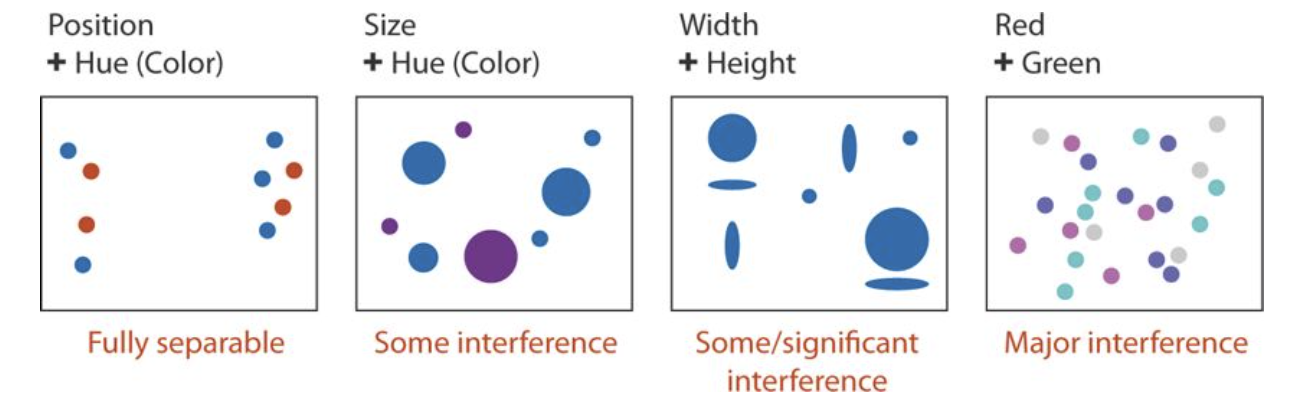 Position
+ Hue (Color)
Fully separable
Size
+ Hue (Color)
Some interference
Width
+ Height
Some/significant
interference
Red
+ Green
Major interference